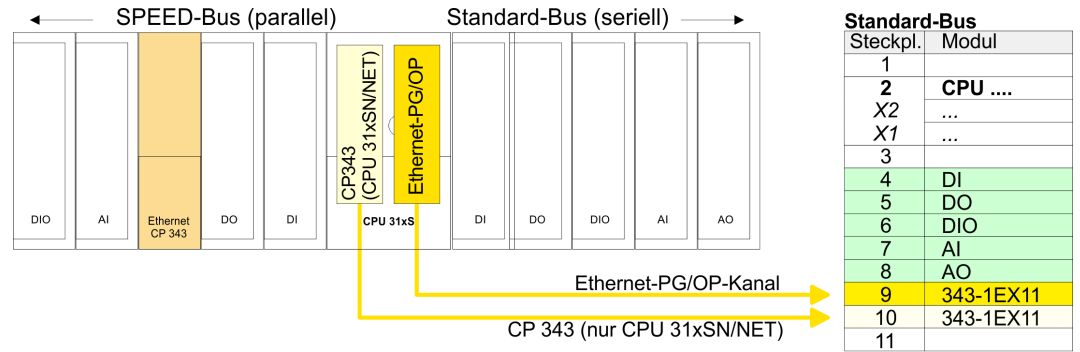 SPEED-Bus (parallel)
Standard-Bus (seriell)
CP343
(CPU 31xSN/NET)
Ethernet-PG/OP
DIO
AI
Ethernet
CP 343
DO
DI
CPU 31xS
DI
DO
DIO
AI
AO
Ethernet-PG/OP-Kanal
CP 343 (nur CPU 31xSN/NET)
Standard-Bus
Steckpl. Modul
1
2 CPU ....
X2 ...
X1 ...
3
4 DI
5 DO
6 DIO
7 AI
8 AO
9 343-1EX11
10 343-1EX11
11